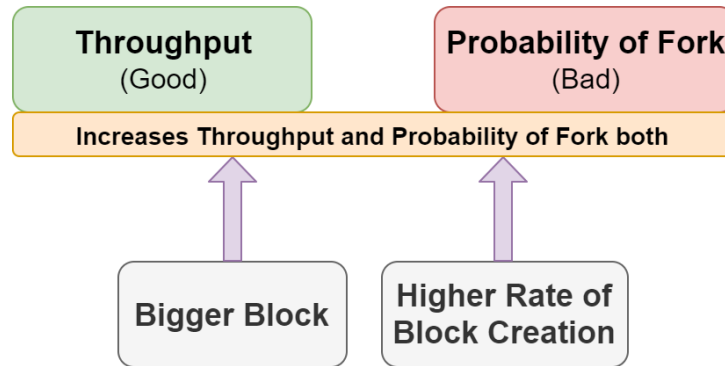 Throughput
(Good)
Probability of Fork
(Bad)
Increases Throughput and Probability of Fork both
Bigger Block
Higher Rate of
Block Creation